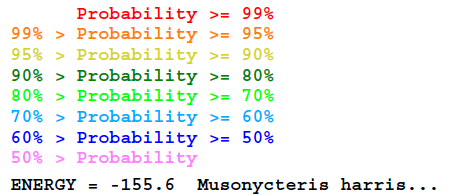 Probability >= 99%
99% > Probability >= 95%
95% > Probability >= 90%
90% > Probability >= 80%
80% > Probability >= 70%
70% > Probability >= 60%
60% > Probability >= 50%
50% > Probability
ENERGY = -155.6 Musonycteris harris...